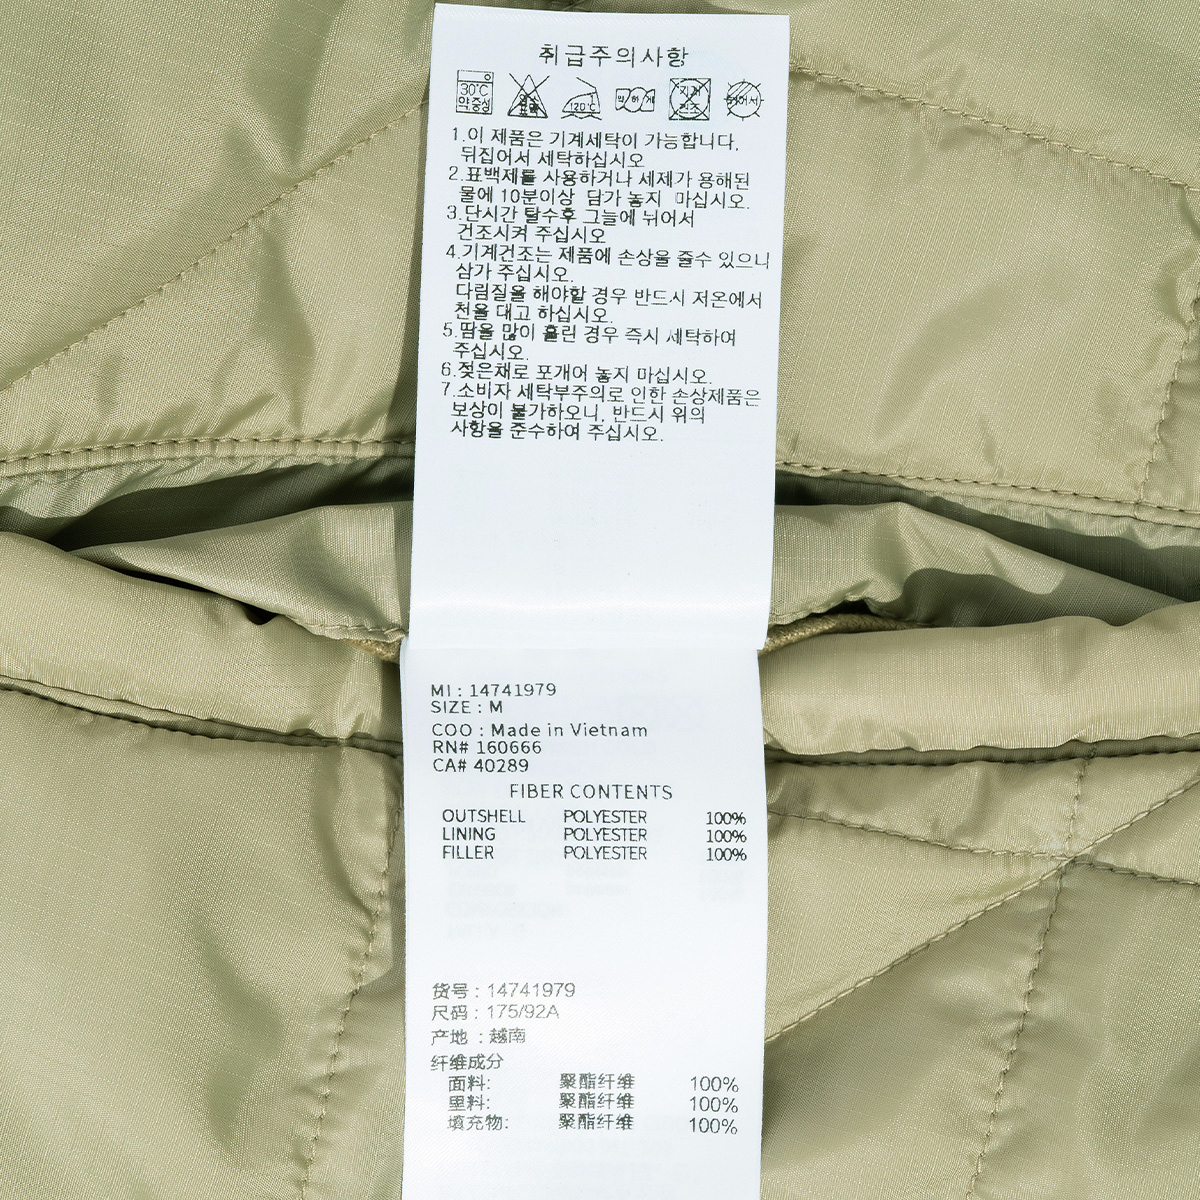 취급주의사항
30℃
약중성
염소
120℃
약하게
기계
건조
뉘어서
1.이 제품은 기계세탁이 가능합니다,
뒤집어서 세탁하십시오
2.표백제를 사용하거나 세제가 용해된
물에 10분이상 담가 놓지 마십시오.
3.단시간 탈수후 그늘에 뉘어서
건조시켜 주십시오
4.기계건조는 제품에 손상을 줄수 있으니
삼가 주십시오.
다림질을 해야할 경우 반드시 저온에서
천을 대고 하십시오.
5.땀을 많이 흘린 경우 즉시 세탁하여
주십시오.
6.젖은채로 포개어 놓지 마십시오.
7.소비자 세탁부주의로 인한 손상제품은
보상이 불가하오니, 반드시 위의
사항을 준수하여 주십시오.
MI : 14741979
SIZE : M
COO : Made in Vietnam
RN# 160666
CA# 40289
FIBER CONTENTS
OUTSHELL POLYESTER 100%
LINING POLYESTER 100%
FILLER POLYESTER 100%
货号 : 14741979
尺码 : 175/92A
产地 : 越南
纤维成分
面料: 聚酯纤维 100%
里料: 聚酯纤维 100%
填充物: 聚酯纤维 100%